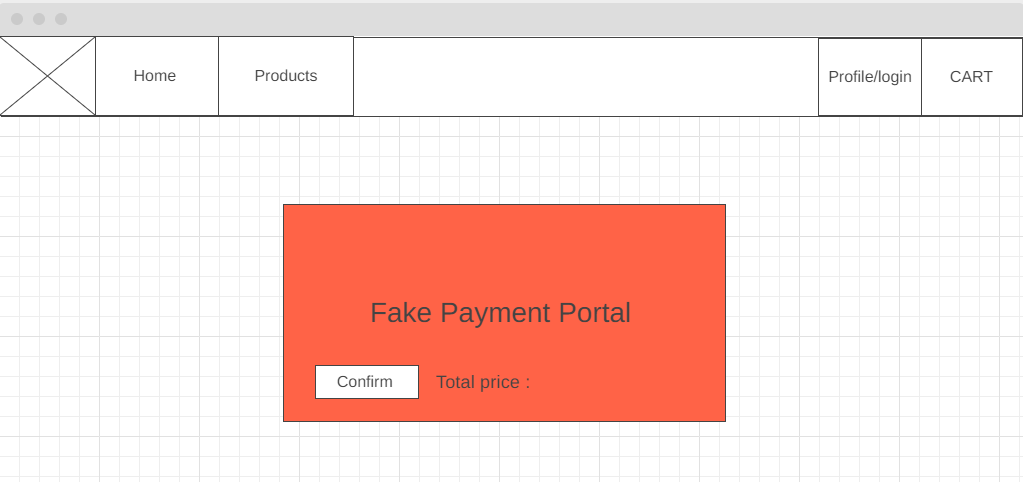 Home Products Profile/login CART
Fake Payment Portal
Confirm Total price :